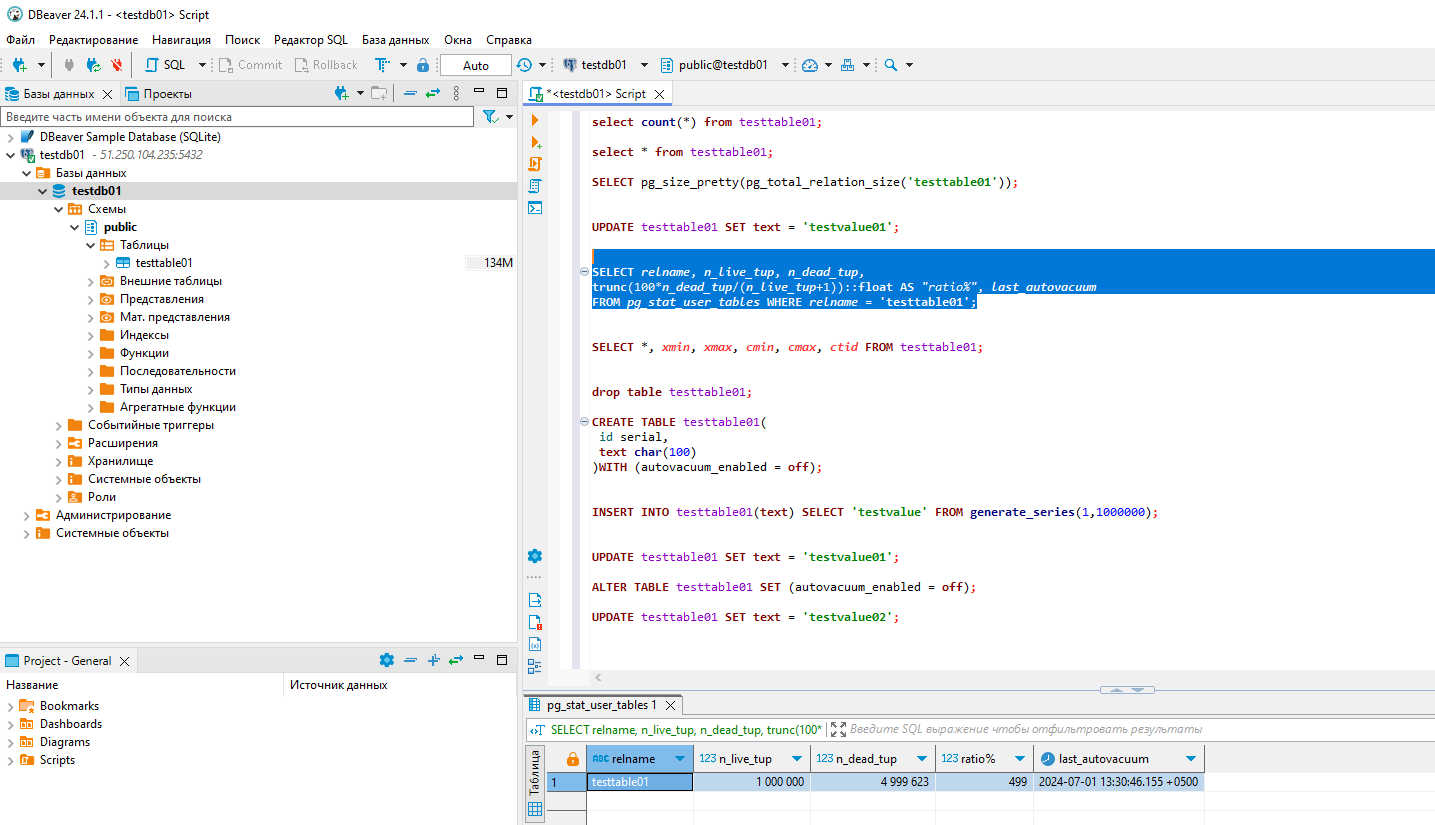 DBeaver 24.1.1 - <testdb01> Script
Файл Редактирование Навигация Поиск Редактор SQL База данных Окна Справка
SQL Commit Rollback Auto testdb01 public@testdb01
Базы данных Проекты
Введите часть имени объекта для поиска
DBeaver Sample Database (SQLite)
testdb01 - 51.250.104.235:5432
Базы данных
testdb01
Схемы
public
Таблицы
testtable01 134M
Внешние таблицы
Представления
Мат. представления
Индексы
Функции
Последовательности
Типы данных
Агрегатные функции
Событийные триггеры
Расширения
Хранилище
Системные объекты
Роли
Администрирование
Системные объекты
Project - General
Название Источник данных
Bookmarks
Dashboards
Diagrams
Scripts
*<testdb01> Script
select count(*) from testtable01;
select * from testtable01;
SELECT pg_size_pretty(pg_total_relation_size('testtable01'));
UPDATE testtable01 SET text = 'testvalue01';
SELECT relname, n_live_tup, n_dead_tup,
trunc(100*n_dead_tup/(n_live_tup+1))::float AS "ratio%", last_autovacuum
FROM pg_stat_user_tables WHERE relname = 'testtable01';
SELECT *, xmin, xmax, cmin, cmax, ctid FROM testtable01;
drop table testtable01;
CREATE TABLE testtable01(
id serial,
text char(100)
)WITH (autovacuum_enabled = off);
INSERT INTO testtable01(text) SELECT 'testvalue' FROM generate_series(1,1000000);
UPDATE testtable01 SET text = 'testvalue01';
ALTER TABLE testtable01 SET (autovacuum_enabled = off);
UPDATE testtable01 SET text = 'testvalue02';
pg_stat_user_tables 1
SELECT relname, n_live_tup, n_dead_tup, trunc(100* Введите SQL выражение чтобы отфильтровать результаты
Таблица
ABC relname 123 n_live_tup 123 n_dead_tup 123 ratio% last_autovacuum
1 testtable01 1 000 000 4 999 623 499 2024-07-01 13:30:46.155 +0500